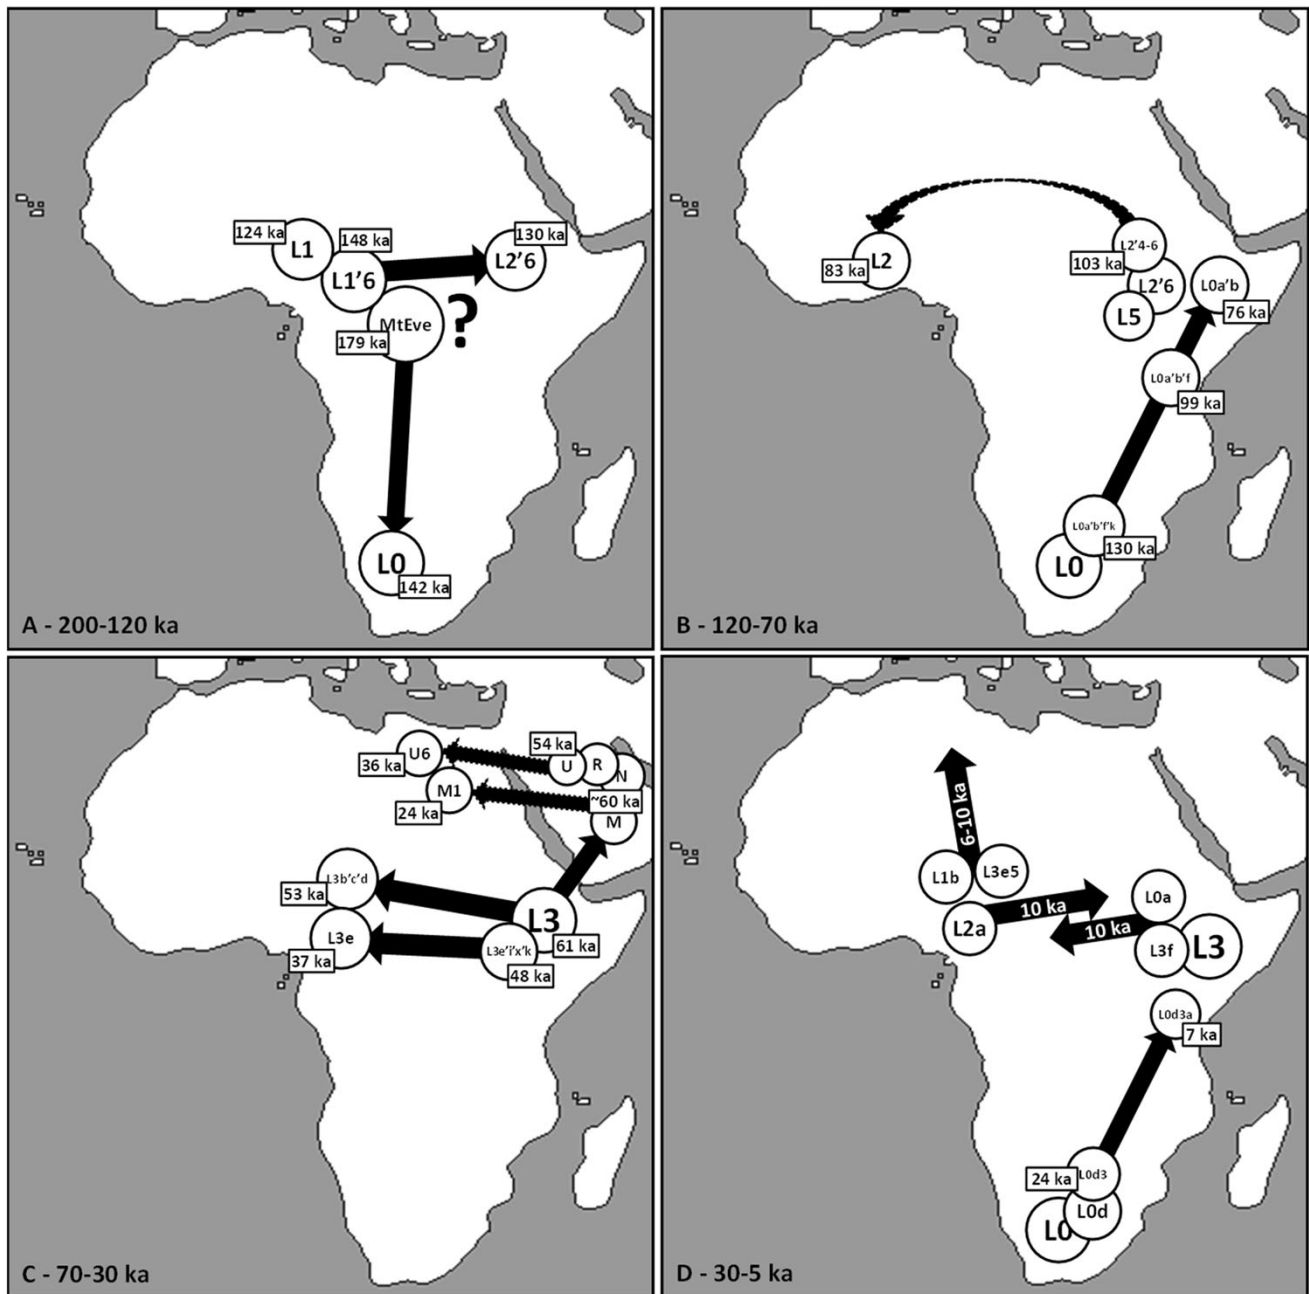 124 ka
L1
148 ka
L1'6
130 ka
L2'6
MtEve
?
179 ka
L0
142 ka
A - 200-120 ka
L2'4-6
103 ka
L2
83 ka
L2'6
L0a'b
76 ka
L5
L0a'b'f
99 ka
L0a'b'f'k
130 ka
L0
B - 120-70 ka
54 ka
U6
36 ka
U
R
N
M1
24 ka
~60 ka
M
L3b'c'd
53 ka
L3
61 ka
L3e
37 ka
L3e'i'x'k
48 ka
C - 70-30 ka
6-10 ka
L1b
L3e5
L0a
L2a
10 ka
10 ka
L3f
L3
L0d3a
7 ka
24 ka
L0d3
L0d
L0
D - 30-5 ka